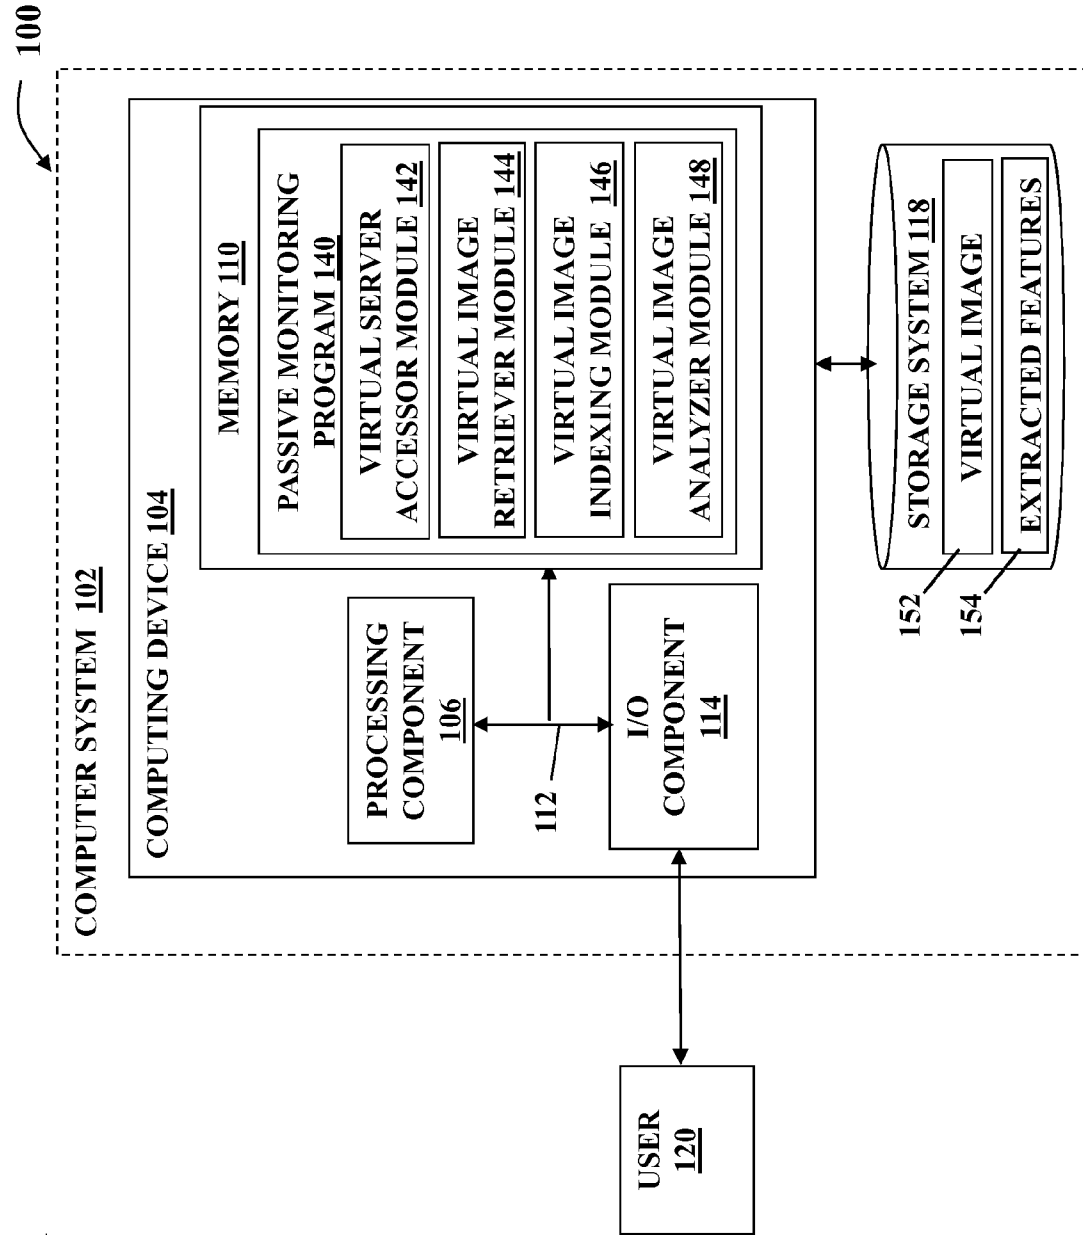 100
COMPUTER SYSTEM 102
COMPUTING DEVICE 104
MEMORY 110
PASSIVE MONITORING
PROGRAM 140
VIRTUAL SERVER
ACCESSOR MODULE 142
VIRTUAL IMAGE
RETRIEVER MODULE 144
VIRTUAL IMAGE
INDEXING MODULE 146
VIRTUAL IMAGE
ANALYZER MODULE 148
PROCESSING
COMPONENT
106
112
I/O
COMPONENT
114
USER
120
STORAGE SYSTEM 118
VIRTUAL IMAGE
152
EXTRACTED FEATURES
154